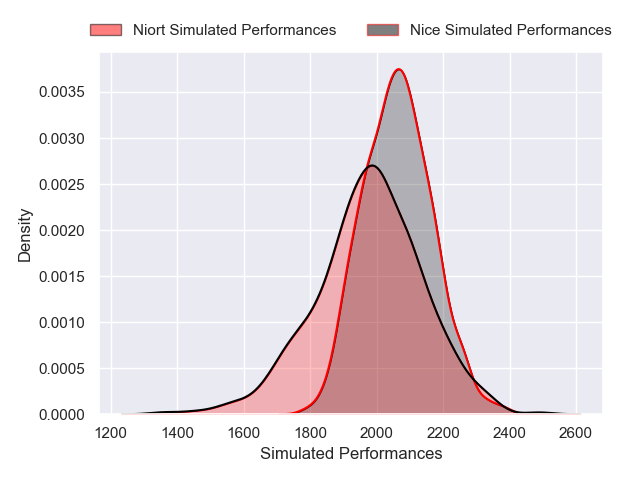 Niort Simulated Performances
Nice Simulated Performances
0.0035
0.0030
0.0025
0.0020
0.0015
0.0010
0.0005
0.0000
Density
1200 1400 1600 1800 2000 2200 2400 2600
Simulated Performances